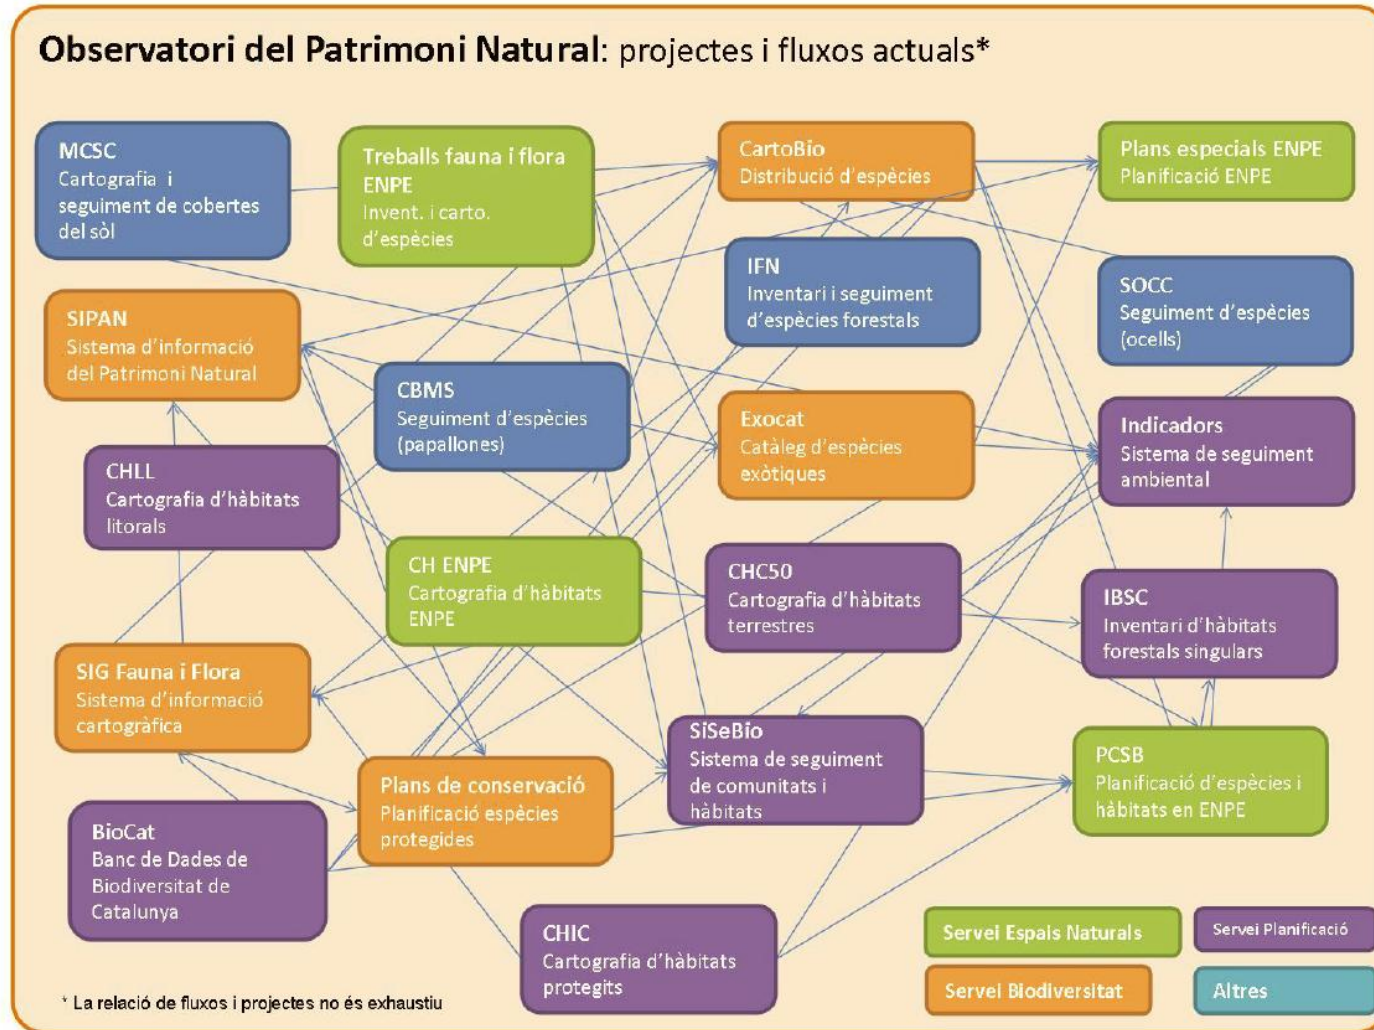 Observatori del Patrimoni Natural: projectes i fluxos actuals*
MCSC
Cartografia i
seguiment de cobertes
del sòl
Treballs fauna i flora
ENPE
Invent. i carto.
d'espècies
CartoBio
Distribució d'espècies
Plans especials ENPE
Planificació ENPE
IFN
Inventari i seguiment
d'espècies forestals
SOCC
Seguiment d'espècies
(ocells)
SIPAN
Sistema d'informació
del Patrimoni Natural
CBMS
Seguiment d'espècies
(papallones)
Exocat
Catàleg d'espècies
exòtiques
Indicadors
Sistema de seguiment
ambiental
CHLL
Cartografia d'hàbitats
litorals
CH ENPE
Cartografia d'hàbitats
ENPE
CHC50
Cartografia d'hàbitats
terrestres
IBSC
Inventari d'hàbitats
forestals singulars
SIG Fauna i Flora
Sistema d'informació
cartogràfica
Plans de conservació
Planificació espècies
protegides
SiSeBio
Sistema de seguiment
de comunitats i
hàbitats
PCSB
Planificació d'espècies i
hàbitats en ENPE
BioCat
Banc de Dades de
Biodiversitat de
Catalunya
CHIC
Cartografia d'hàbitats
protegits
Servei Espais Naturals
Servei Planificació
Servei Biodiversitat
Altres
* La relació de fluxos i projectes no és exhaustiu